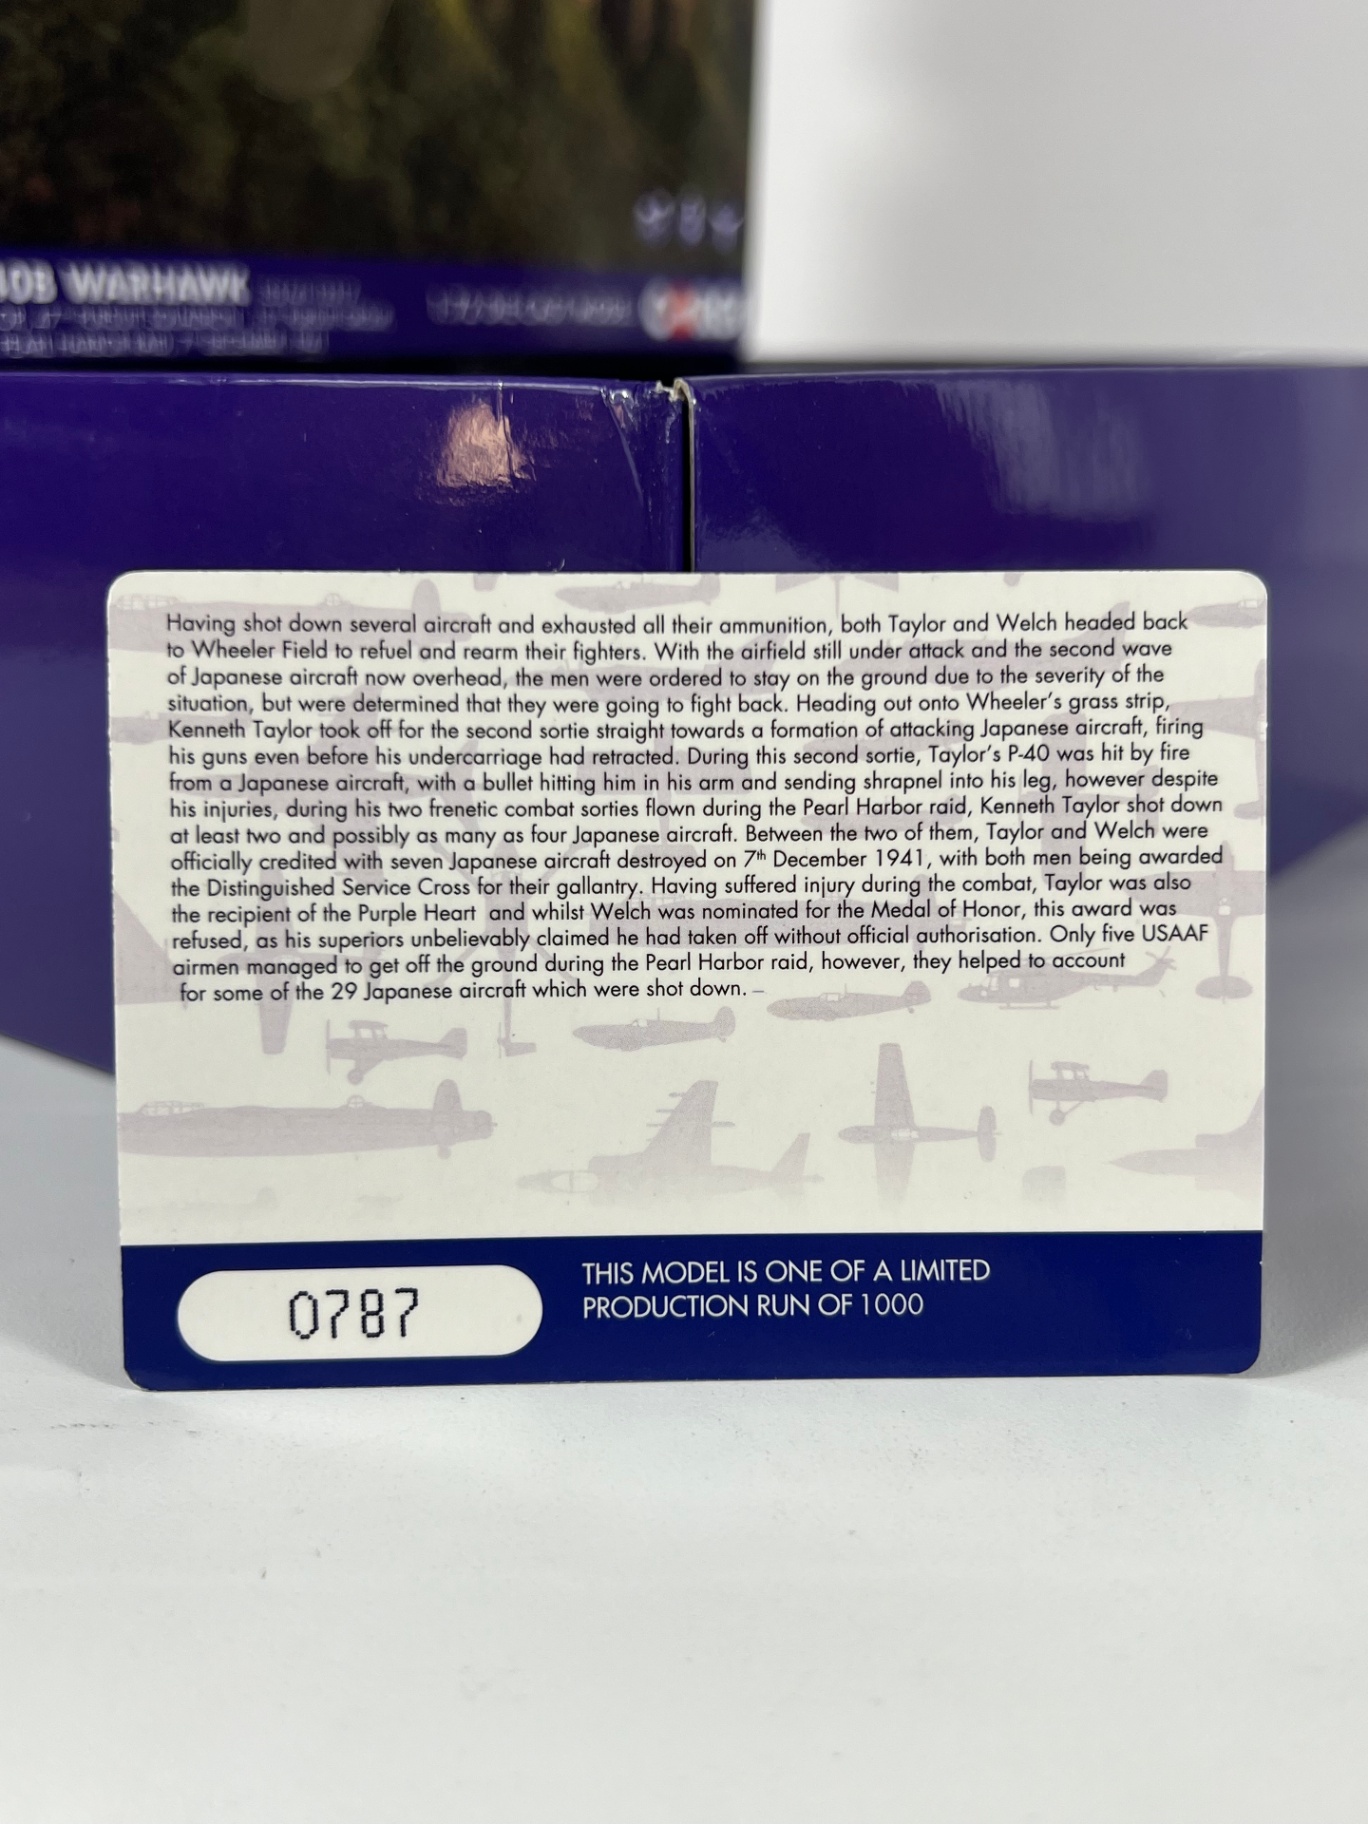 WARHAWK
Having shot down several aircraft and exhausted all their ammunition, both Taylor and Welch headed back
to Wheeler Field to refuel and rearm their fighters. With the airfield still under attack and the second wave
of Japanese aircraft now overhead, the men were ordered to stay on the ground due to the severity of the
situation, but were determined that they were going to fight back. Heading out onto Wheeler's grass strip,
Kenneth Taylor took off for the second sortie straight towards a formation of attacking Japanese aircraft, firing
his guns even before his undercarriage had retracted. During this second sortie, Taylor's P-40 was hit by fire
from a Japanese aircraft, with a bullet hitting him in his arm and sending shrapnel into his leg, however despite
his injuries, during his two frenetic combat sorties flown during the Pearl Harbor raid, Kenneth Taylor shot down
at least two and possibly as many as four Japanese aircraft. Between the two of them, Taylor and Welch were
officially credited with seven Japanese aircraft destroyed on 7th December 1941, with both men being awarded
the Distinguished Service Cross for their gallantry. Having suffered injury during the combat, Taylor was also
the recipient of the Purple Heart and whilst Welch was nominated for the Medal of Honor, this award was
refused, as his superiors unbelievably claimed he had taken off without official authorisation. Only five USAAF
airmen managed to get off the ground during the Pearl Harbor raid, however, they helped to account
for some of the 29 Japanese aircraft which were shot down. –
0787
THIS MODEL IS ONE OF A LIMITED
PRODUCTION RUN OF 1000